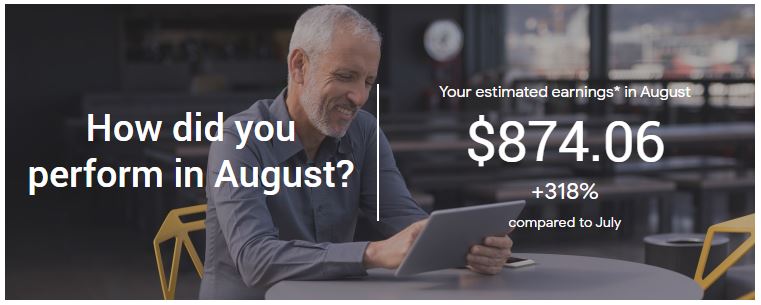 How did you
perform in August?
Your estimated earnings* in August
$874.06
+318%
compared to July